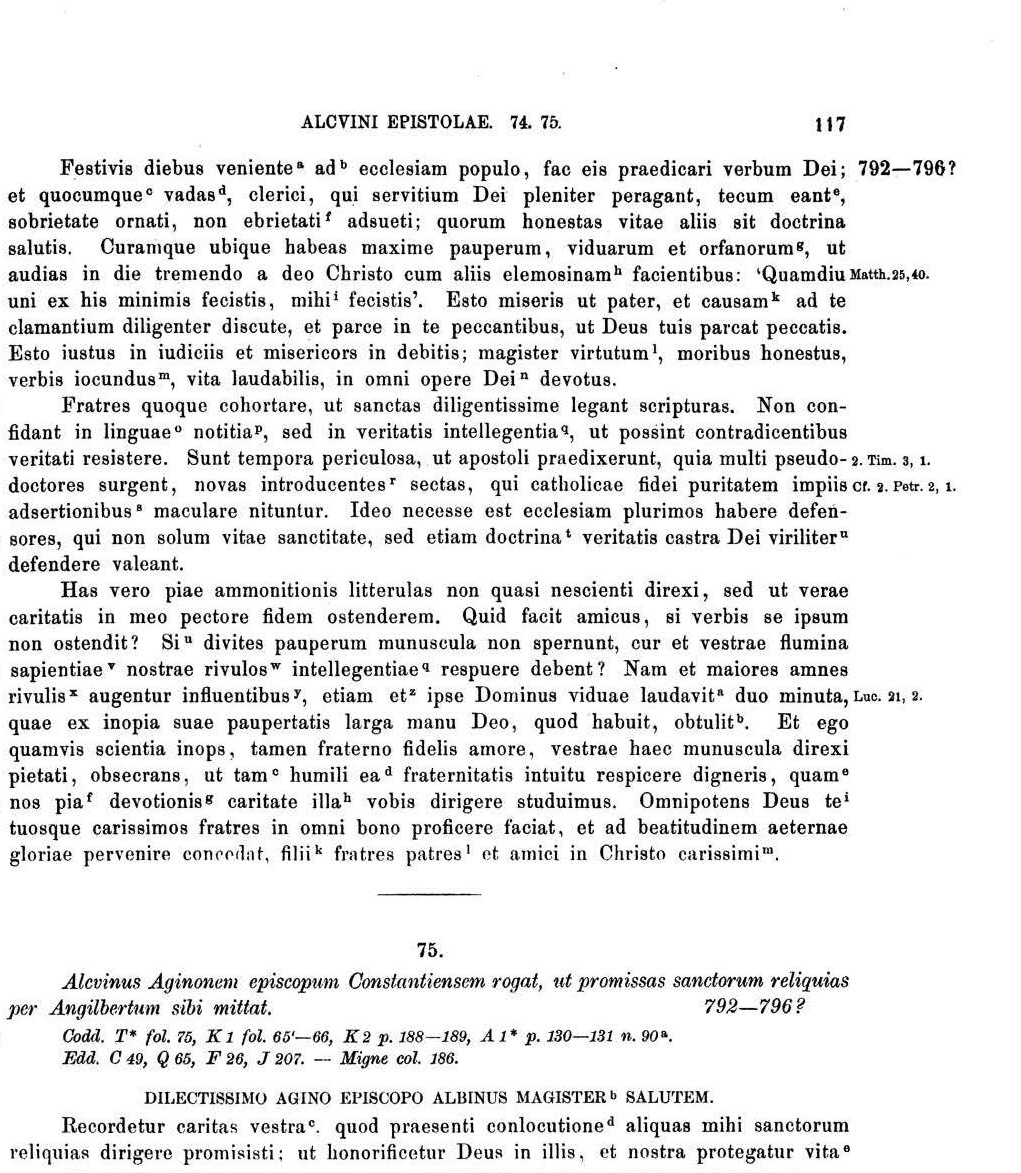 ALCVINI EPISTOLAE. 74. 75. 117
Festivis diebus veniente a ad b ecclesiam populo, fac eis praedicari verbum Dei; 792—796?
et quocumque c vadas d, clerici, qui servitium Dei pleniter peragant, tecum eant e,
sobrietate ornati, non ebrietati f adsueti; quorum honestas vitae aliis sit doctrina
salutis. Curamque ubique habeas maxime pauperum, viduarum et orfanorum g, ut
audias in die tremendo a deo Christo cum aliis elemosinam h facientibus: ‘Quamdiu Matth. 25, 40.
uni ex his minimis fecistis, mihi i fecistis’. Esto miseris ut pater, et causam k ad te
clamantium diligenter discute, et parce in te peccantibus, ut Deus tuis parcat peccatis.
Esto iustus in iudiciis et misericors in debitis; magister virtutum l, moribus honestus,
verbis iocundus m, vita laudabilis, in omni opere Dei n devotus.
Fratres quoque cohortare, ut sanctas diligentissime legant scripturas. Non con-
fidant in linguae o notitia p, sed in veritatis intellegentia q, ut possint contradicentibus
veritati resistere. Sunt tempora periculosa, ut apostoli praedixerunt, quia multi pseudo- 2. Tim. 3, 1.
doctores surgent, novas introducentes r sectas, qui catholicae fidei puritatem impiis Cf. 2. Petr. 2, 1.
adsertionibus s maculare nituntur. Ideo necesse est ecclesiam plurimos habere defen-
sores, qui non solum vitae sanctitate, sed etiam doctrina t veritatis castra Dei viriliter u
defendere valeant.
Has vero piae ammonitionis litterulas non quasi nescienti direxi, sed ut verae
caritatis in meo pectore fidem ostenderem. Quid facit amicus, si verbis se ipsum
non ostendit? Si u divites pauperum munuscula non spernunt, cur et vestrae flumina
sapientiae v nostrae rivulos w intellegentiae q respuere debent? Nam et maiores amnes
rivulis x augentur influentibus y, etiam et z ipse Dominus viduae laudavit a duo minuta, Luc. 21, 2.
quae ex inopia suae paupertatis larga manu Deo, quod habuit, obtulit b. Et ego
quamvis scientia inops, tamen fraterno fidelis amore, vestrae haec munuscula direxi
pietati, obsecrans, ut tam c humili ea d fraternitatis intuitu respicere digneris, quam e
nos pia f devotionis g caritate illa h vobis dirigere studuimus. Omnipotens Deus te i
tuosque carissimos fratres in omni bono proficere faciat, et ad beatitudinem aeternae
gloriae pervenire concedat, filii k fratres patres l et amici in Christo carissimi m.
75.
Alcvinus Aginonem episcopum Constantiensem rogat, ut promissas sanctorum reliquias
per Angilbertum sibi mittat. 792—796?
Codd. T* fol. 75, K 1 fol. 65'—66, K 2 p. 188—189, A 1* p. 130—131 n. 90 a.
Edd. C 49, Q 65, F 26, J 207. — Migne col. 186.
DILECTISSIMO AGINO EPISCOPO ALBINUS MAGISTER b SALUTEM.
Recordetur caritas vestra c. quod praesenti conlocutione d aliquas mihi sanctorum
reliquias dirigere promisisti; ut honorificetur Deus in illis, et nostra protegatur vita e